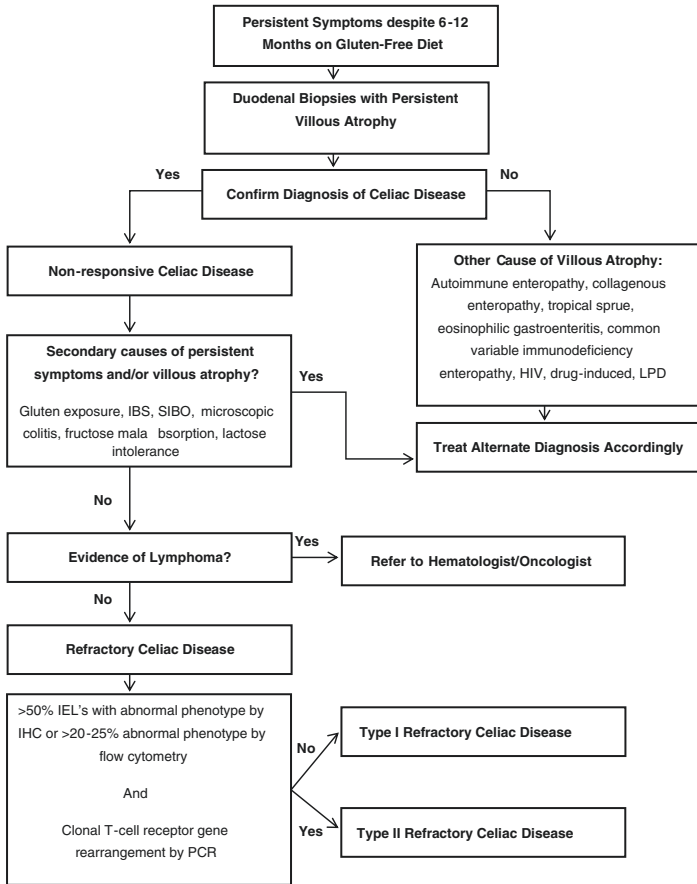 Persistent Symptoms despite 6-12
Months on Gluten-Free Diet
Duodenal Biopsies with Persistent
Villous Atrophy
Yes
No
Confirm Diagnosis of Celiac Disease
Non-responsive Celiac Disease
Other Cause of Villous Atrophy:
Autoimmune enteropathy, collagenous
enteropathy, tropical sprue,
eosinophilic gastroenteritis, common
variable immunodeficiency
enteropathy, HIV, drug-induced, LPD
Secondary causes of persistent
symptoms and/or villous atrophy?
Gluten exposure, IBS, SIBO, microscopic
colitis, fructose mala bsorption, lactose
intolerance
Yes
Treat Alternate Diagnosis Accordingly
No
Evidence of Lymphoma?
Yes
Refer to Hematologist/Oncologist
No
Refractory Celiac Disease
>50% IEL's with abnormal phenotype by
IHC or >20-25% abnormal phenotype by
flow cytometry
And
Clonal T-cell receptor gene
rearrangement by PCR
No
Type I Refractory Celiac Disease
Yes
Type II Refractory Celiac Disease